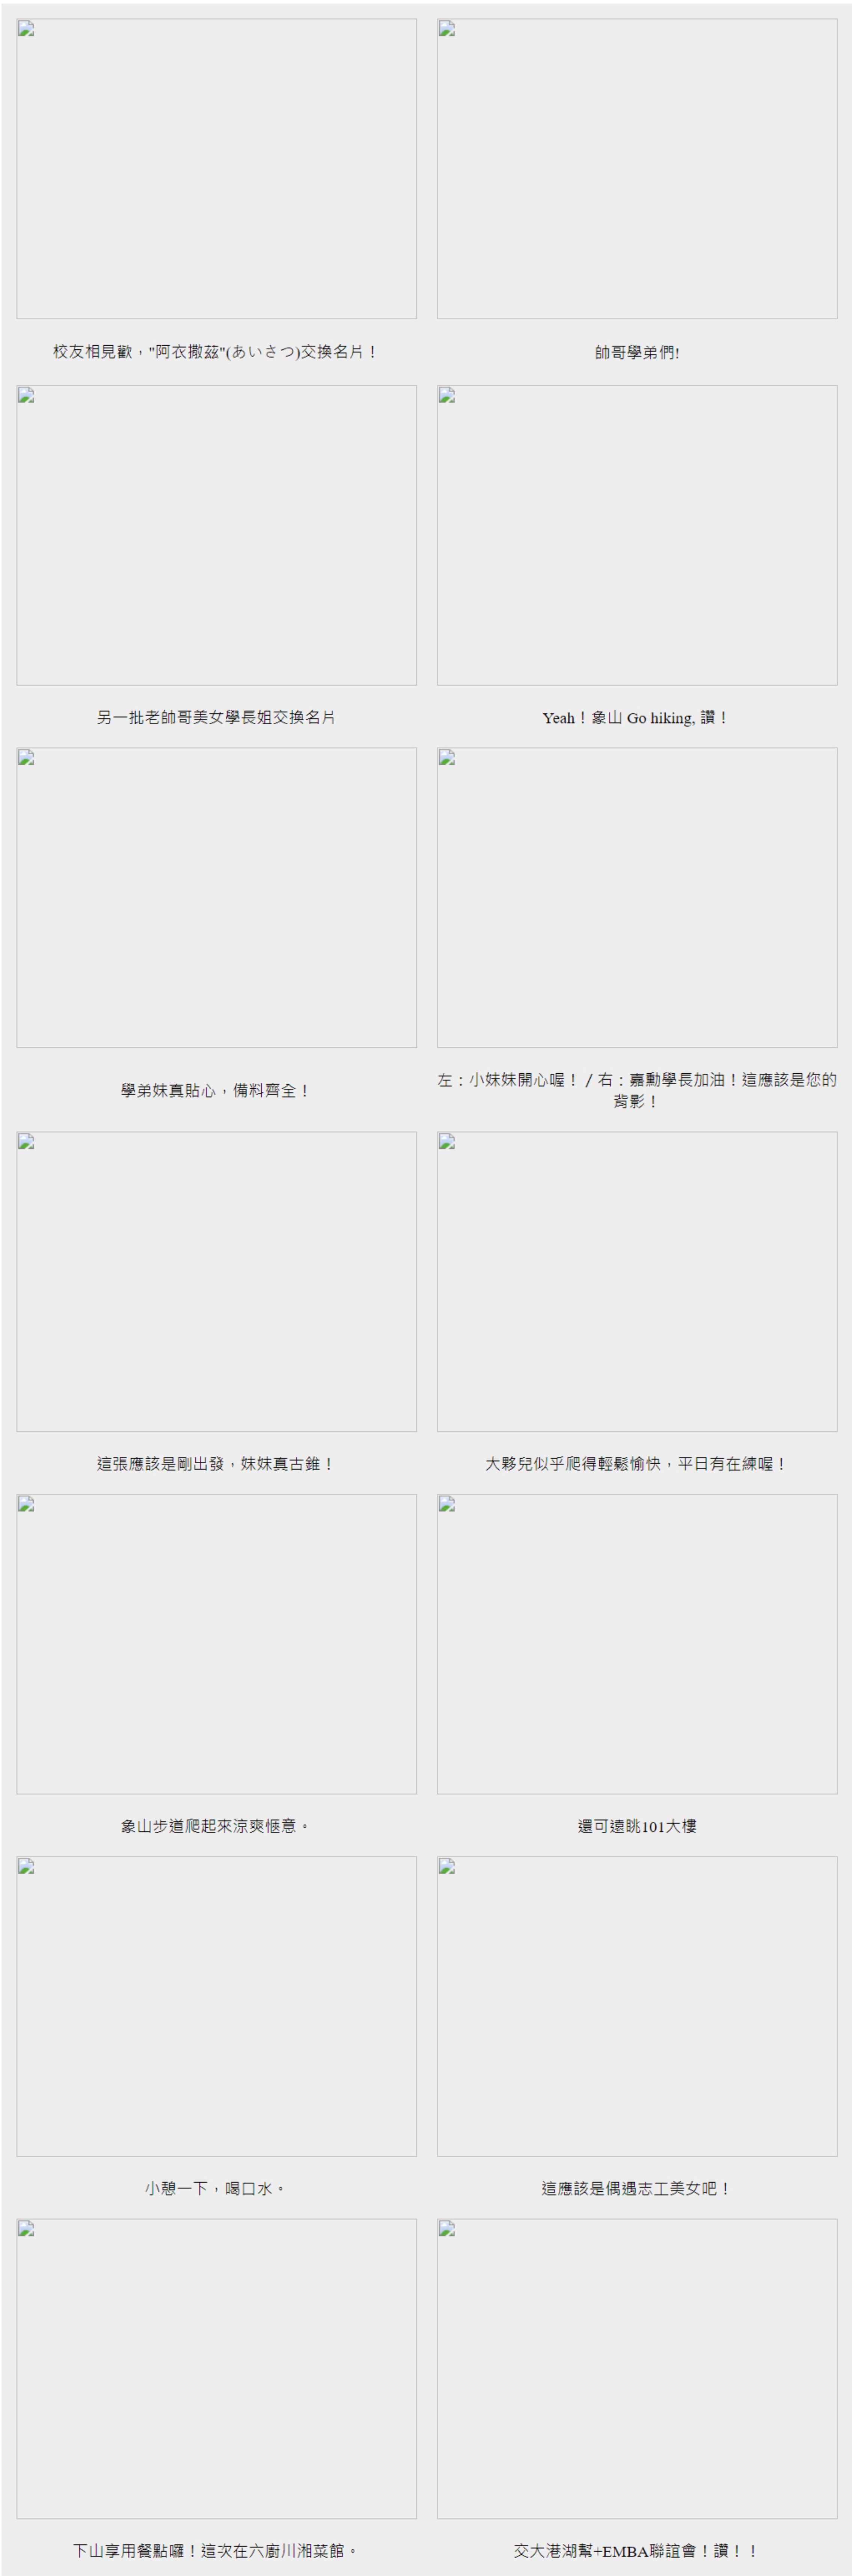 校友相見歡，"阿衣撒茲"(あいさつ)交換名片！
帥哥學弟們!
另一批老帥哥美女學長姐交換名片
Yeah！象山 Go hiking, 讚！
學弟妹真貼心，備料齊全！
左：小妹妹開心喔！ / 右：嘉勳學長加油！這應該是您的
背影！
這張應該是剛出發，妹妹真古錐！
大夥兒似乎爬得輕鬆愉快，平日有在練喔！
象山步道爬起來涼爽愜意。
還可遠眺101大樓
小憩一下，喝口水。
這應該是偶遇志工美女吧！
下山享用餐點囉！這次在六廚川湘菜館。
交大港湖幫+EMBA聯誼會！讚！！